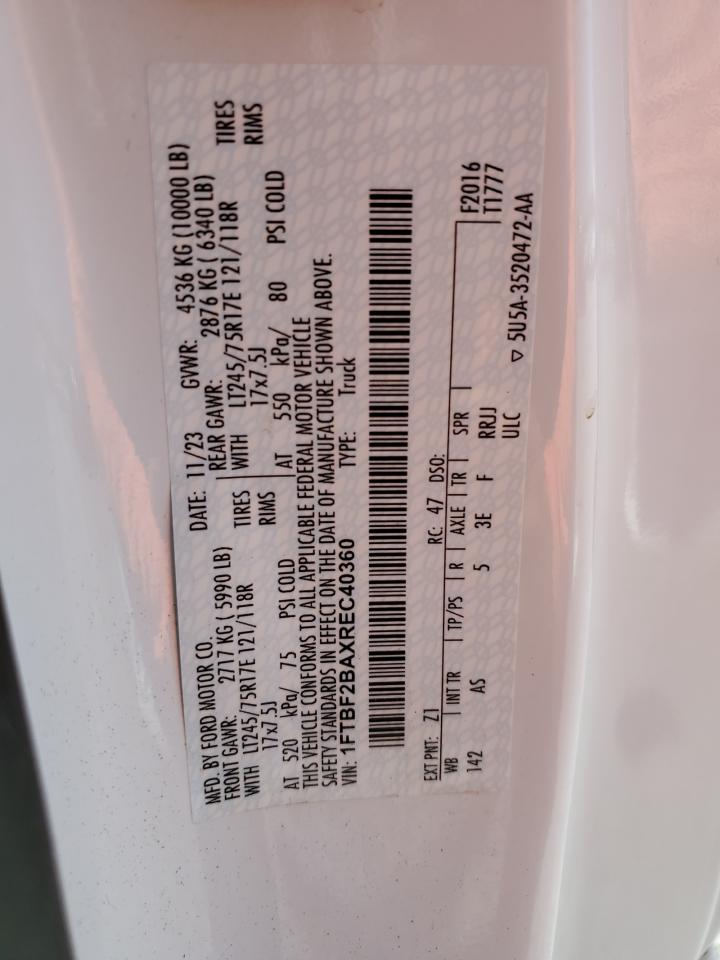 MFD. BY FORD MOTOR CO.
DATE: 11/23 GVWR: 4536 KG (10000 LB)
FRONT GAWR: 2717 KG ( 5990 LB) REAR GAWR: 2876 KG ( 6340 LB)
WITH LT245/75R17E 121/118R TIRES WITH LT245/75R17E 121/118R TIRES
17x7.5J RIMS 17x7.5J RIMS
AT 520 kPa/ 75 PSI COLD AT 550 kPa/ 80 PSI COLD
THIS VEHICLE CONFORMS TO ALL APPLICABLE FEDERAL MOTOR VEHICLE
SAFETY STANDARDS IN EFFECT ON THE DATE OF MANUFACTURE SHOWN ABOVE.
VIN: 1FTBF2BAXREC40360 TYPE: Truck
EXT PNT: Z1 RC: 47 DSO:
WB INT TR TP/PS R AXLE TR SPR F2016
142 AS 5 3E F RRJJ T1777
ULC
▽ 5U5A-3520472-AA